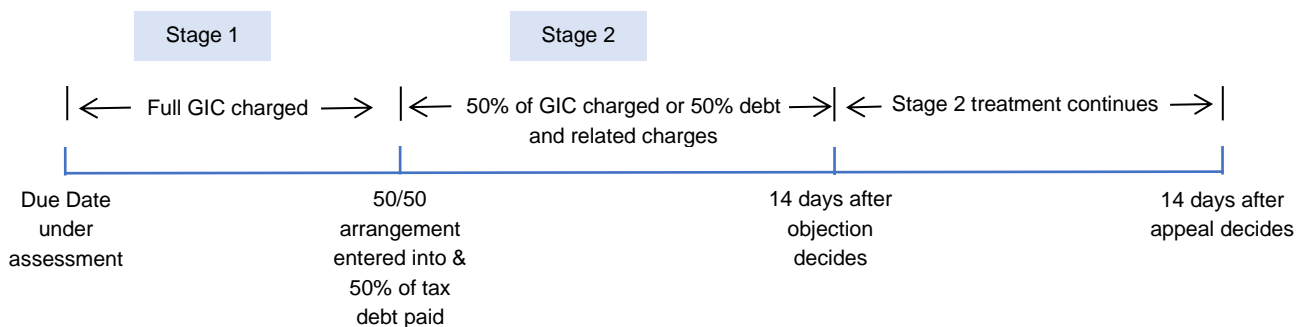 Stage 1
Stage 2
Full GIC charged
50% of GIC charged or 50% debt
and related charges
Stage 2 treatment continues
Due Date
under
assessment
50/50
arrangement
entered into &
50% of tax
debt paid
14 days after
objection
decides
14 days after
appeal decides